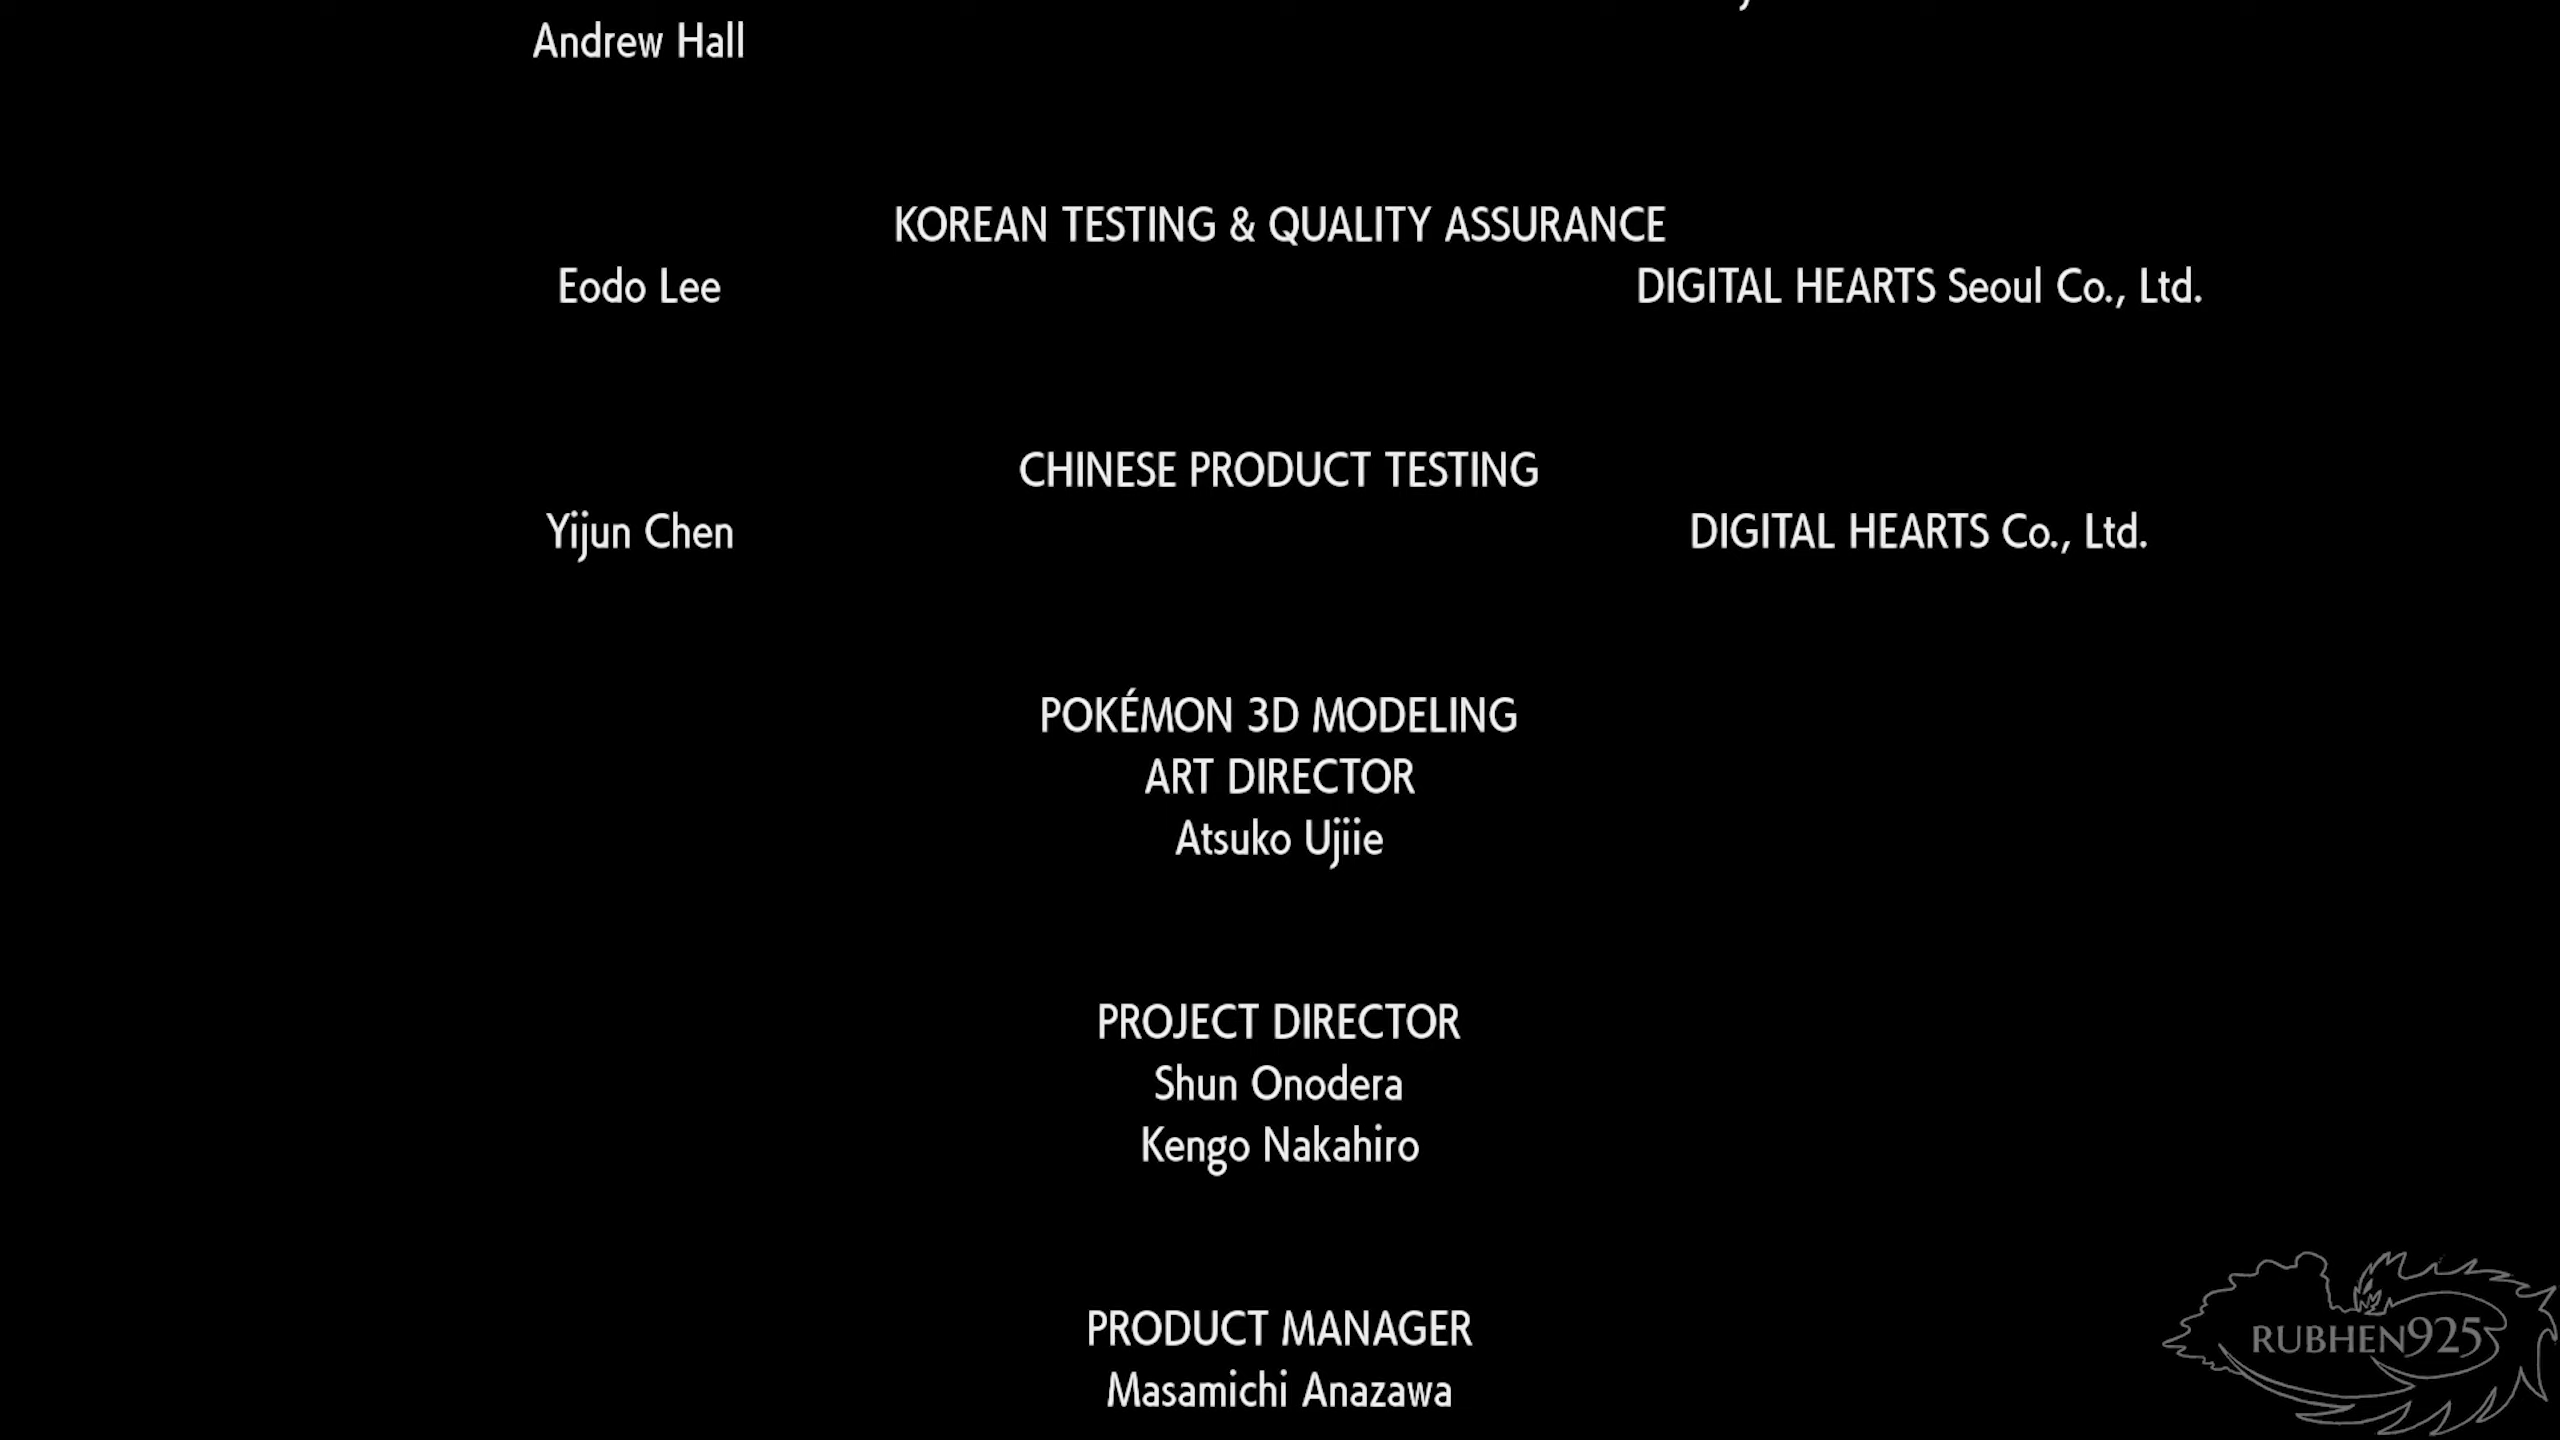 Andrew Hall
KOREAN TESTING & QUALITY ASSURANCE
Eodo Lee
DIGITAL HEARTS Seoul Co., Ltd.
CHINESE PRODUCT TESTING
Yijun Chen
DIGITAL HEARTS Co., Ltd.
POKÉMON 3D MODELING
ART DIRECTOR
Atsuko Ujiie
PROJECT DIRECTOR
Shun Onodera
Kengo Nakahiro
PRODUCT MANAGER
Masamichi Anazawa
RUBHEN925